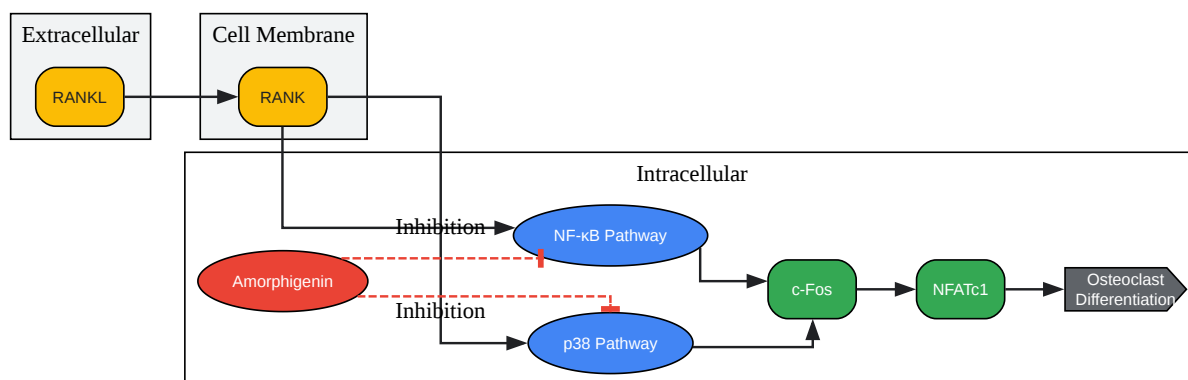 Extracellular
Cell Membrane
RANKL
RANK
Intracellular
Inhibition
NF-κB Pathway
Amorphigenin
c-Fos
NFATc1
Osteoclast
Differentiation
Inhibition
p38 Pathway